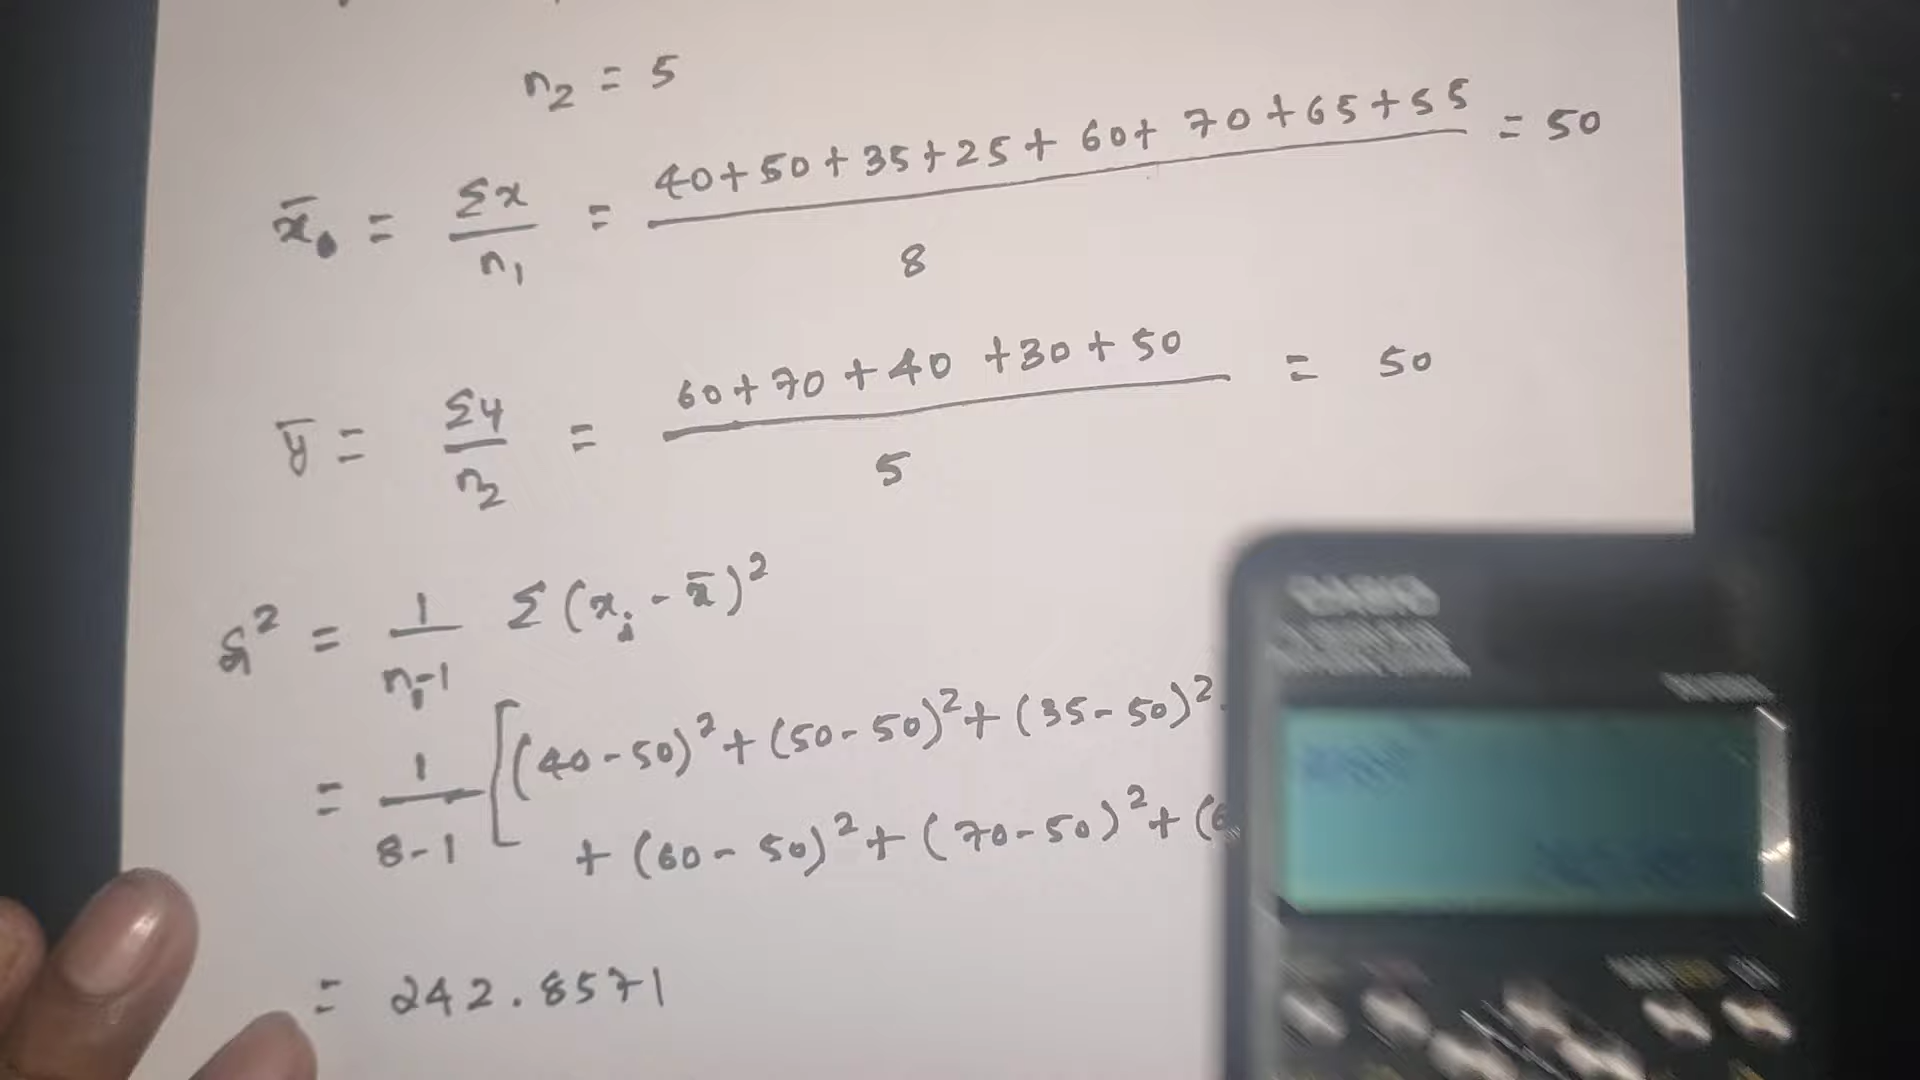 n₂ = 5
x̄ = Σx / n₁ = 40+50+35+25+60+70+65+55 / 8 = 50
ȳ = Σy / n₂ = 60+70+40+30+50 / 5 = 50
= 1 / n₁-1 Σ(xᵢ - x̄)²
= 1 / 8-1 [(40-50)²+(50-50)²+(35-50)²
+(60-50)²+(70-50)²+(6
= 242.8571